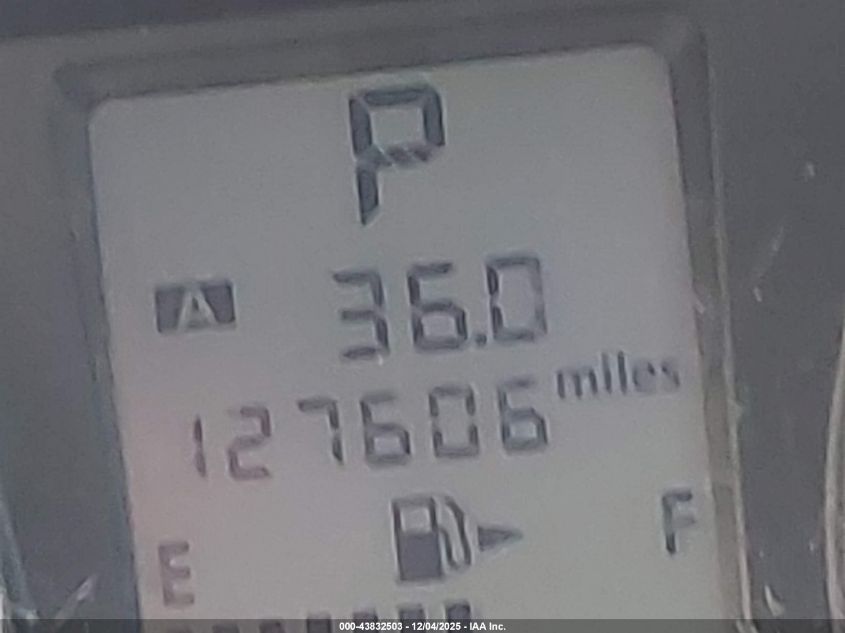 P
A 36.0
127606 miles
E F
000-43832503 - 12/04/2025 - IAA Inc.